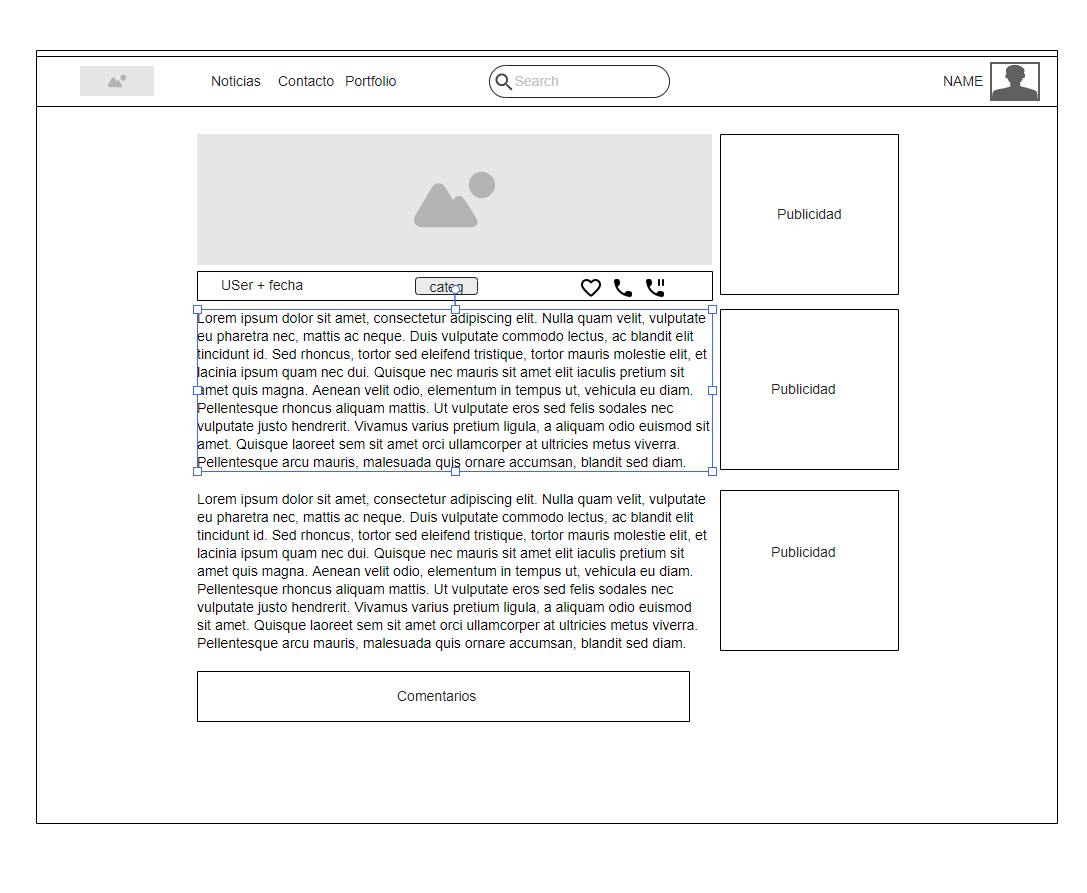 Noticias Contacto Portfolio Search NAME
Publicidad
USer + fecha categ
Lorem ipsum dolor sit amet, consectetur adipiscing elit. Nulla quam velit, vulputate
eu pharetra nec, mattis ac neque. Duis vulputate commodo lectus, ac blandit elit
tincidunt id. Sed rhoncus, tortor sed eleifend tristique, tortor mauris molestie elit, et
lacinia ipsum quam nec dui. Quisque nec mauris sit amet elit iaculis pretium sit
amet quis magna. Aenean velit odio, elementum in tempus ut, vehicula eu diam.
Pellentesque rhoncus aliquam mattis. Ut vulputate eros sed felis sodales nec
vulputate justo hendrerit. Vivamus varius pretium ligula, a aliquam odio euismod sit
amet. Quisque laoreet sem sit amet orci ullamcorper at ultricies metus viverra.
Pellentesque arcu mauris, malesuada quis ornare accumsan, blandit sed diam.
Publicidad
Lorem ipsum dolor sit amet, consectetur adipiscing elit. Nulla quam velit, vulputate
eu pharetra nec, mattis ac neque. Duis vulputate commodo lectus, ac blandit elit
tincidunt id. Sed rhoncus, tortor sed eleifend tristique, tortor mauris molestie elit, et
lacinia ipsum quam nec dui. Quisque nec mauris sit amet elit iaculis pretium sit
amet quis magna. Aenean velit odio, elementum in tempus ut, vehicula eu diam.
Pellentesque rhoncus aliquam mattis. Ut vulputate eros sed felis sodales nec
vulputate justo hendrerit. Vivamus varius pretium ligula, a aliquam odio euismod
sit amet. Quisque laoreet sem sit amet orci ullamcorper at ultricies metus viverra.
Pellentesque arcu mauris, malesuada quis ornare accumsan, blandit sed diam.
Publicidad
Comentarios